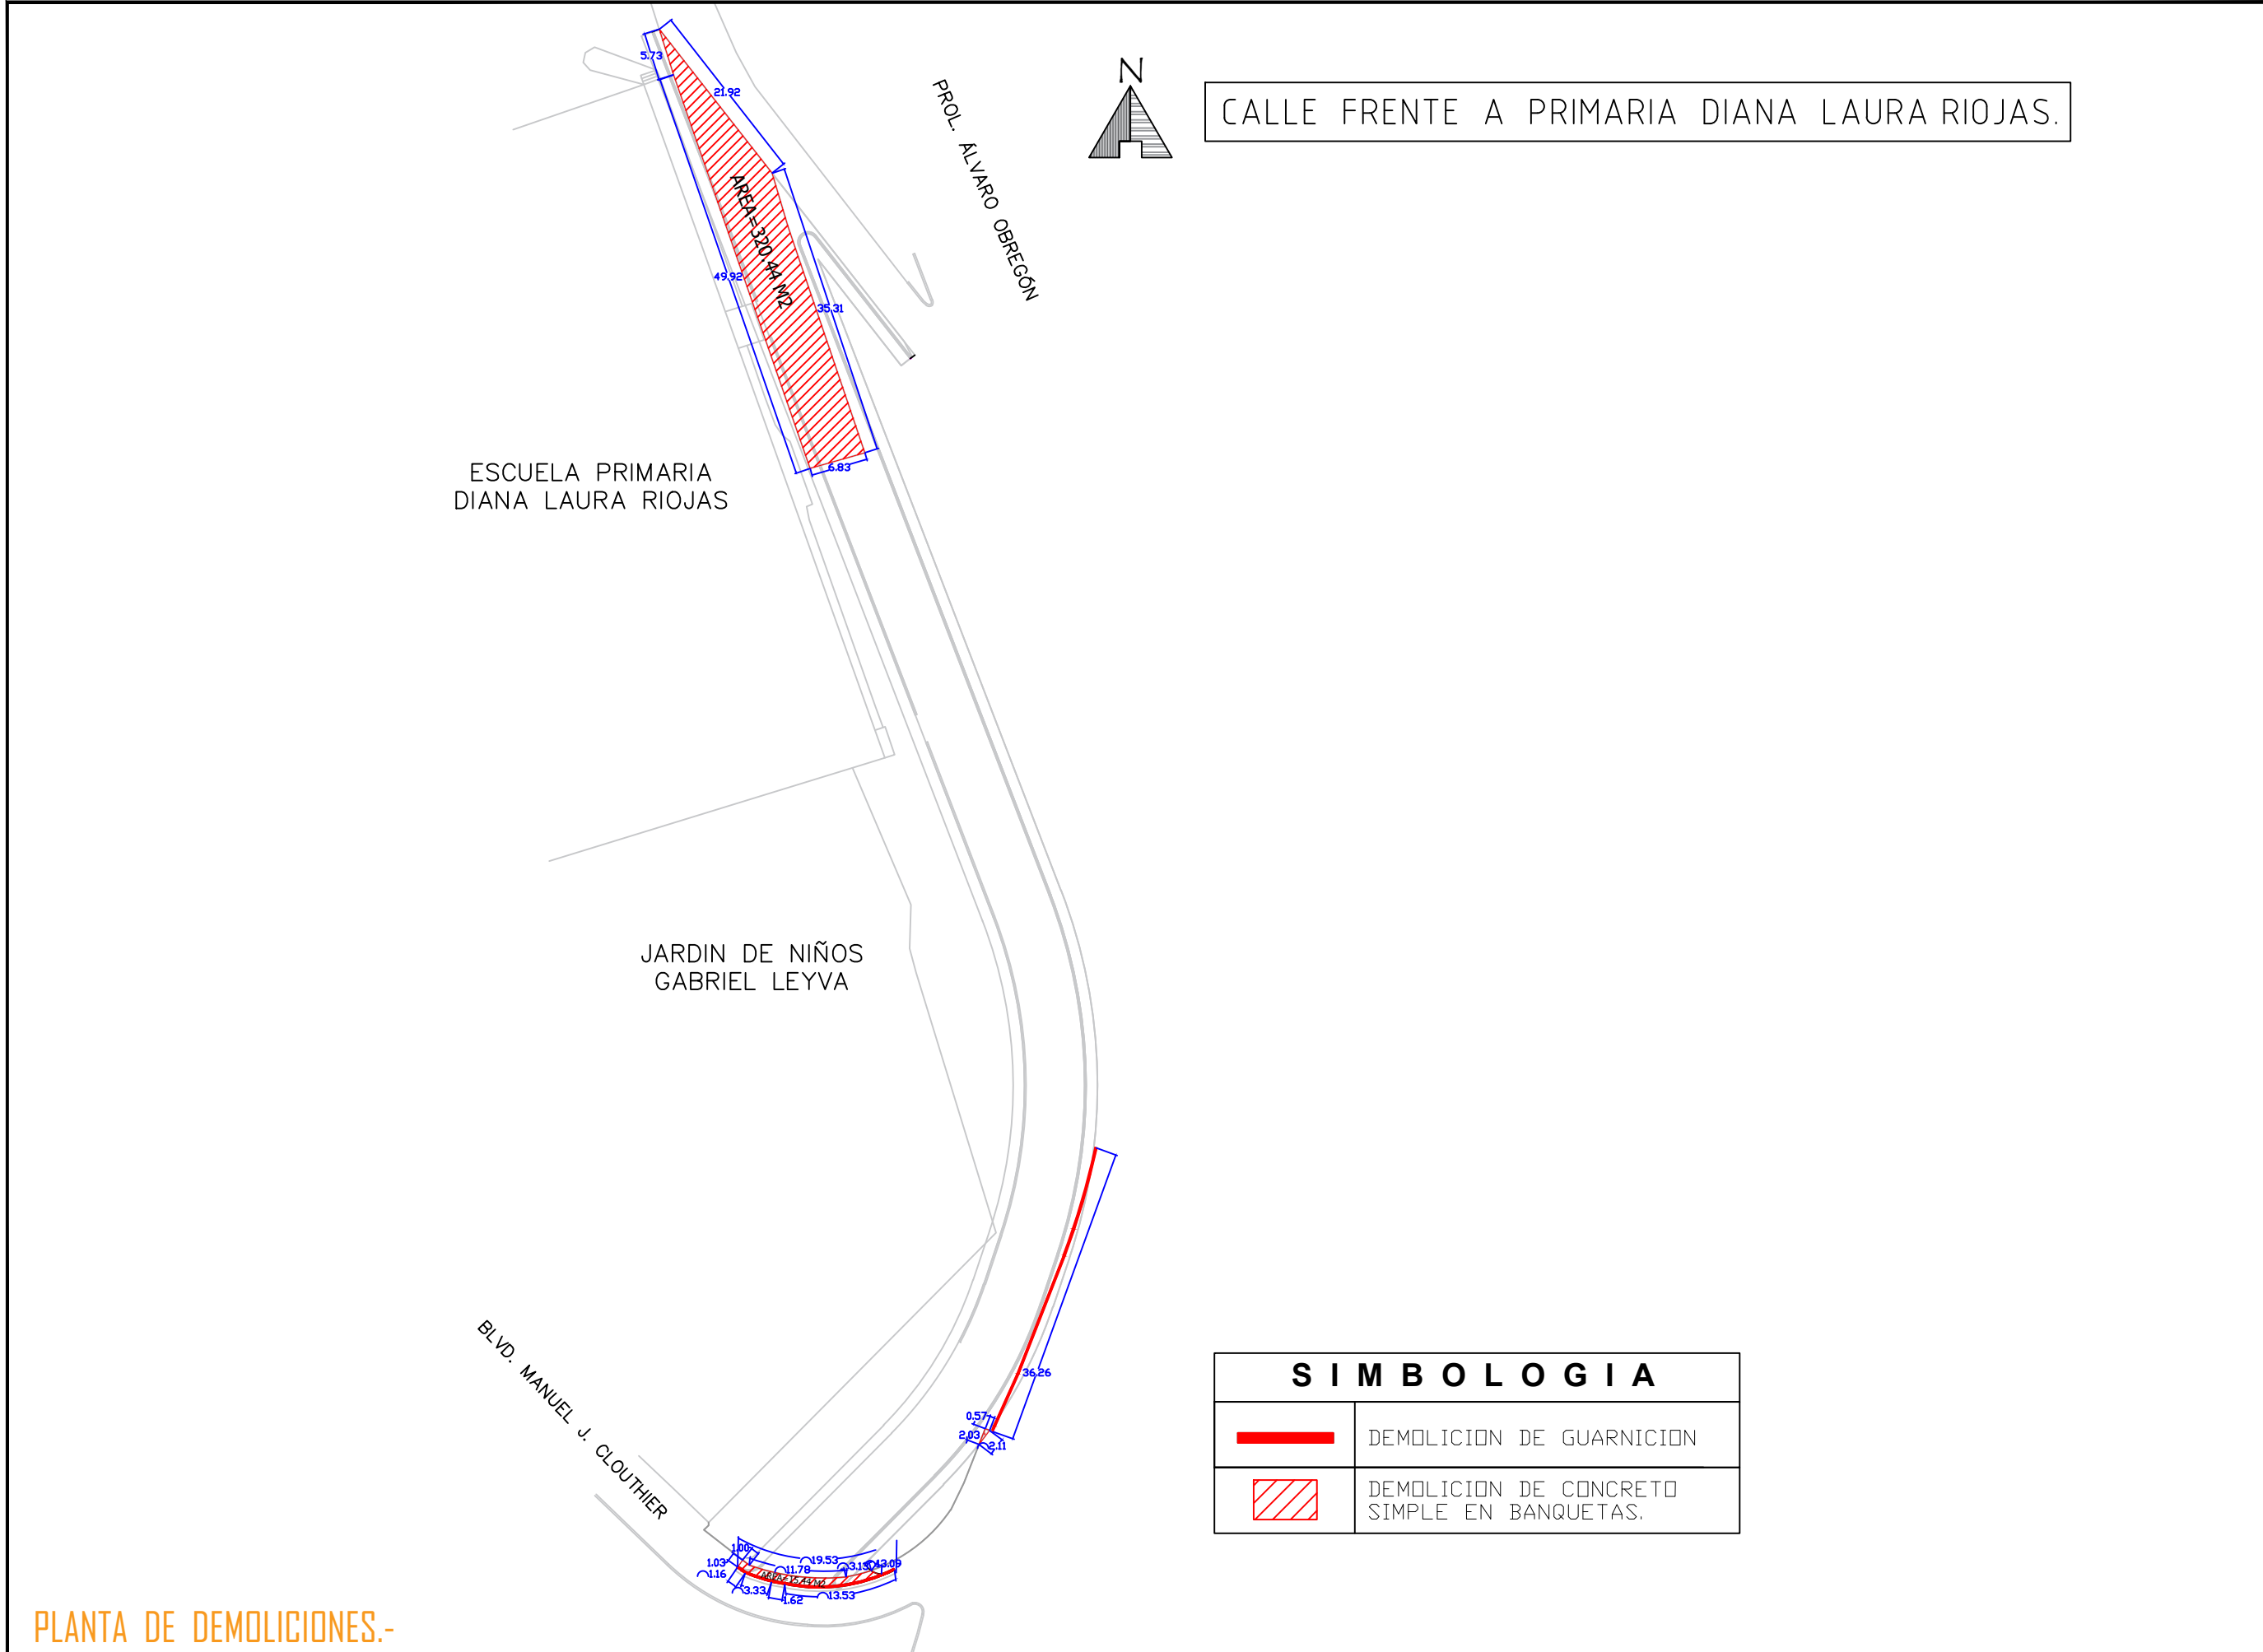 CALLE FRENTE A PRIMARIA DIANA LAURA RIOJAS.
N
PROL. ÁLVARO OBREGÓN
5.73
21.92
AREA=320.44 M2
49.92
35.31
6.83
ESCUELA PRIMARIA
DIANA LAURA RIOJAS
JARDIN DE NIÑOS
GABRIEL LEYVA
BLVD. MANUEL J. CLOUTHIER
36.26
0.57
2.03
2.11
1.00
19.53
1.03
11.78
3.13
1.16
3.33
1.62
13.53
SIMBOLOGIA
DEMOLICION DE GUARNICION
DEMOLICION DE CONCRETO
SIMPLE EN BANQUETAS.
PLANTA DE DEMOLICIONES.-